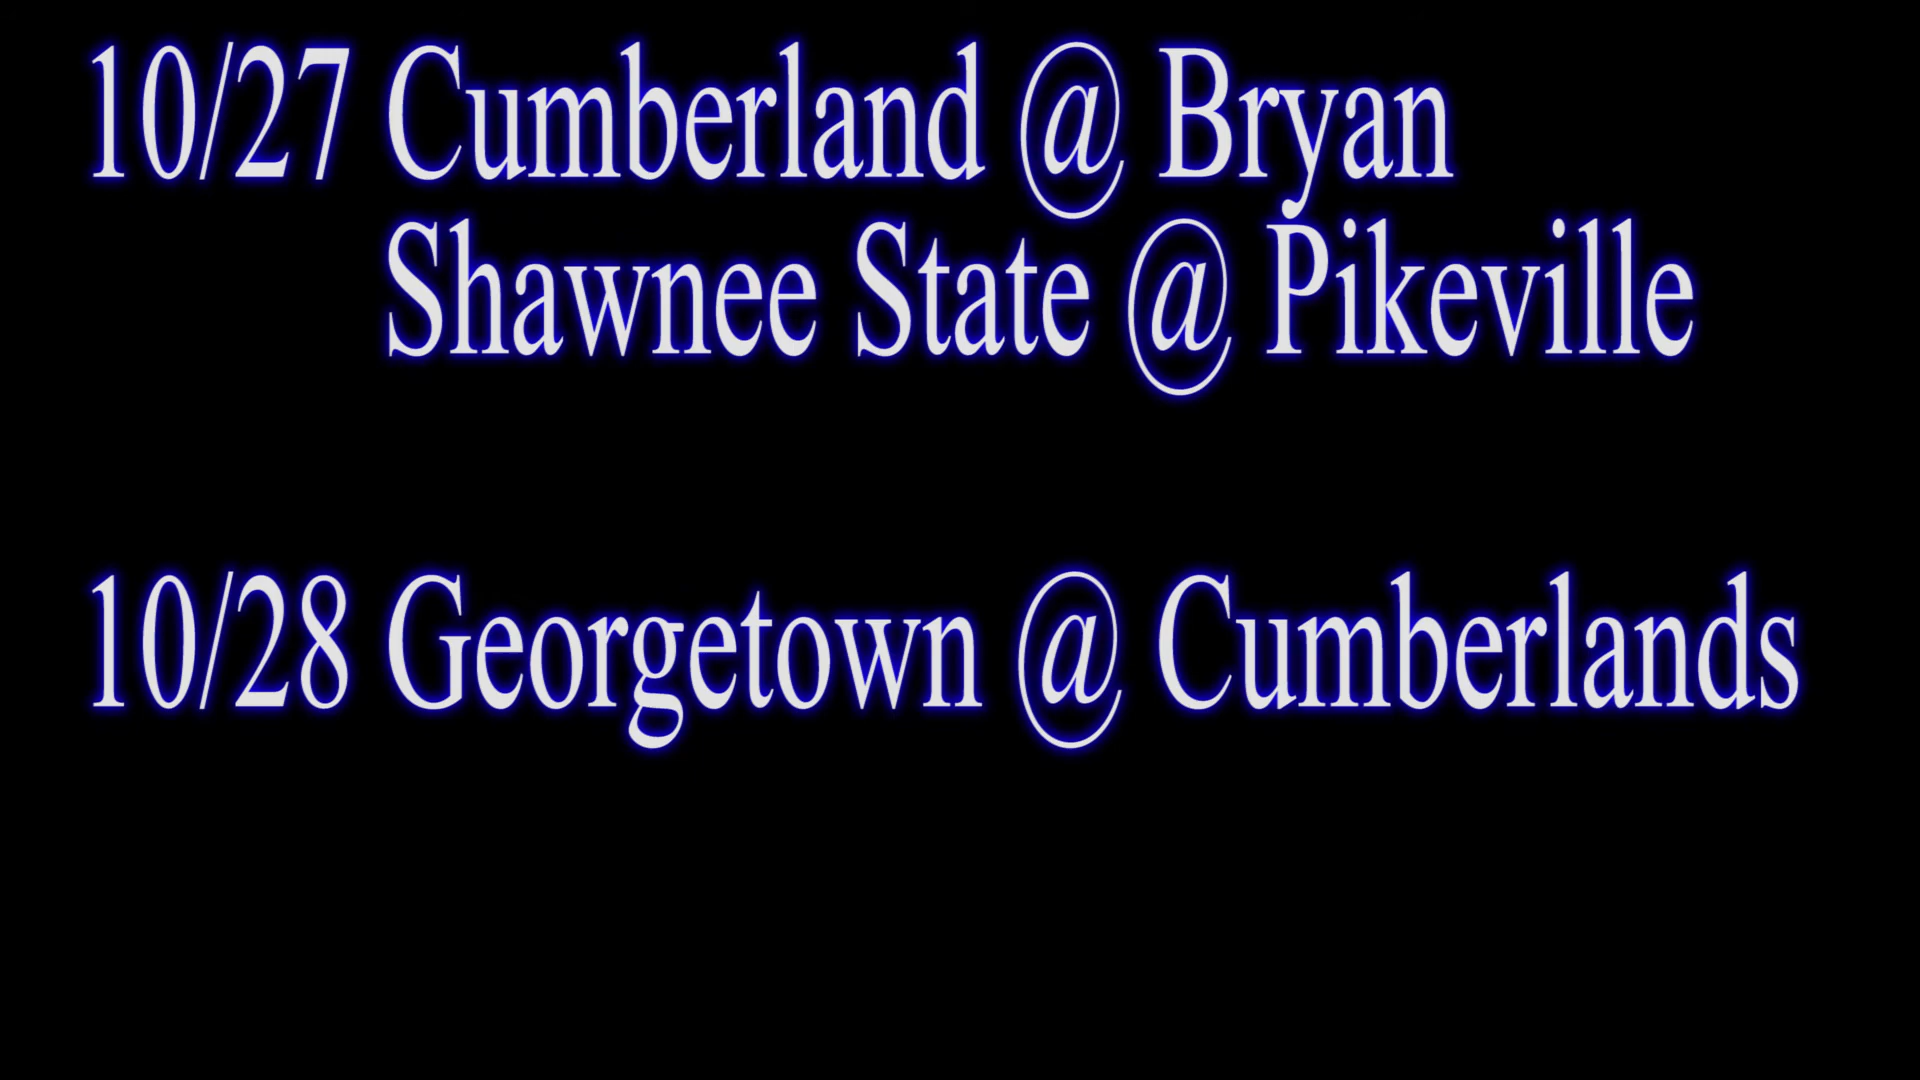 10/27 Cumberland @ Bryan
Shawnee State @ Pikeville
10/28 Georgetown @ Cumberlands